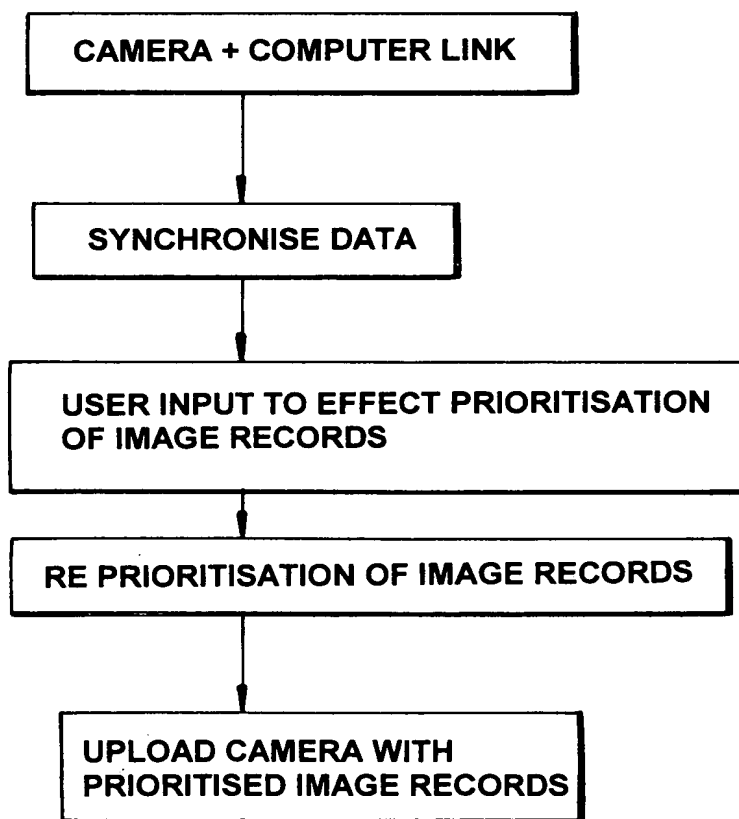 CAMERA + COMPUTER LINK
SYNCHRONISE DATA
USER INPUT TO EFFECT PRIORITISATION
OF IMAGE RECORDS
RE PRIORITISATION OF IMAGE RECORDS
UPLOAD CAMERA WITH
PRIORITISED IMAGE RECORDS